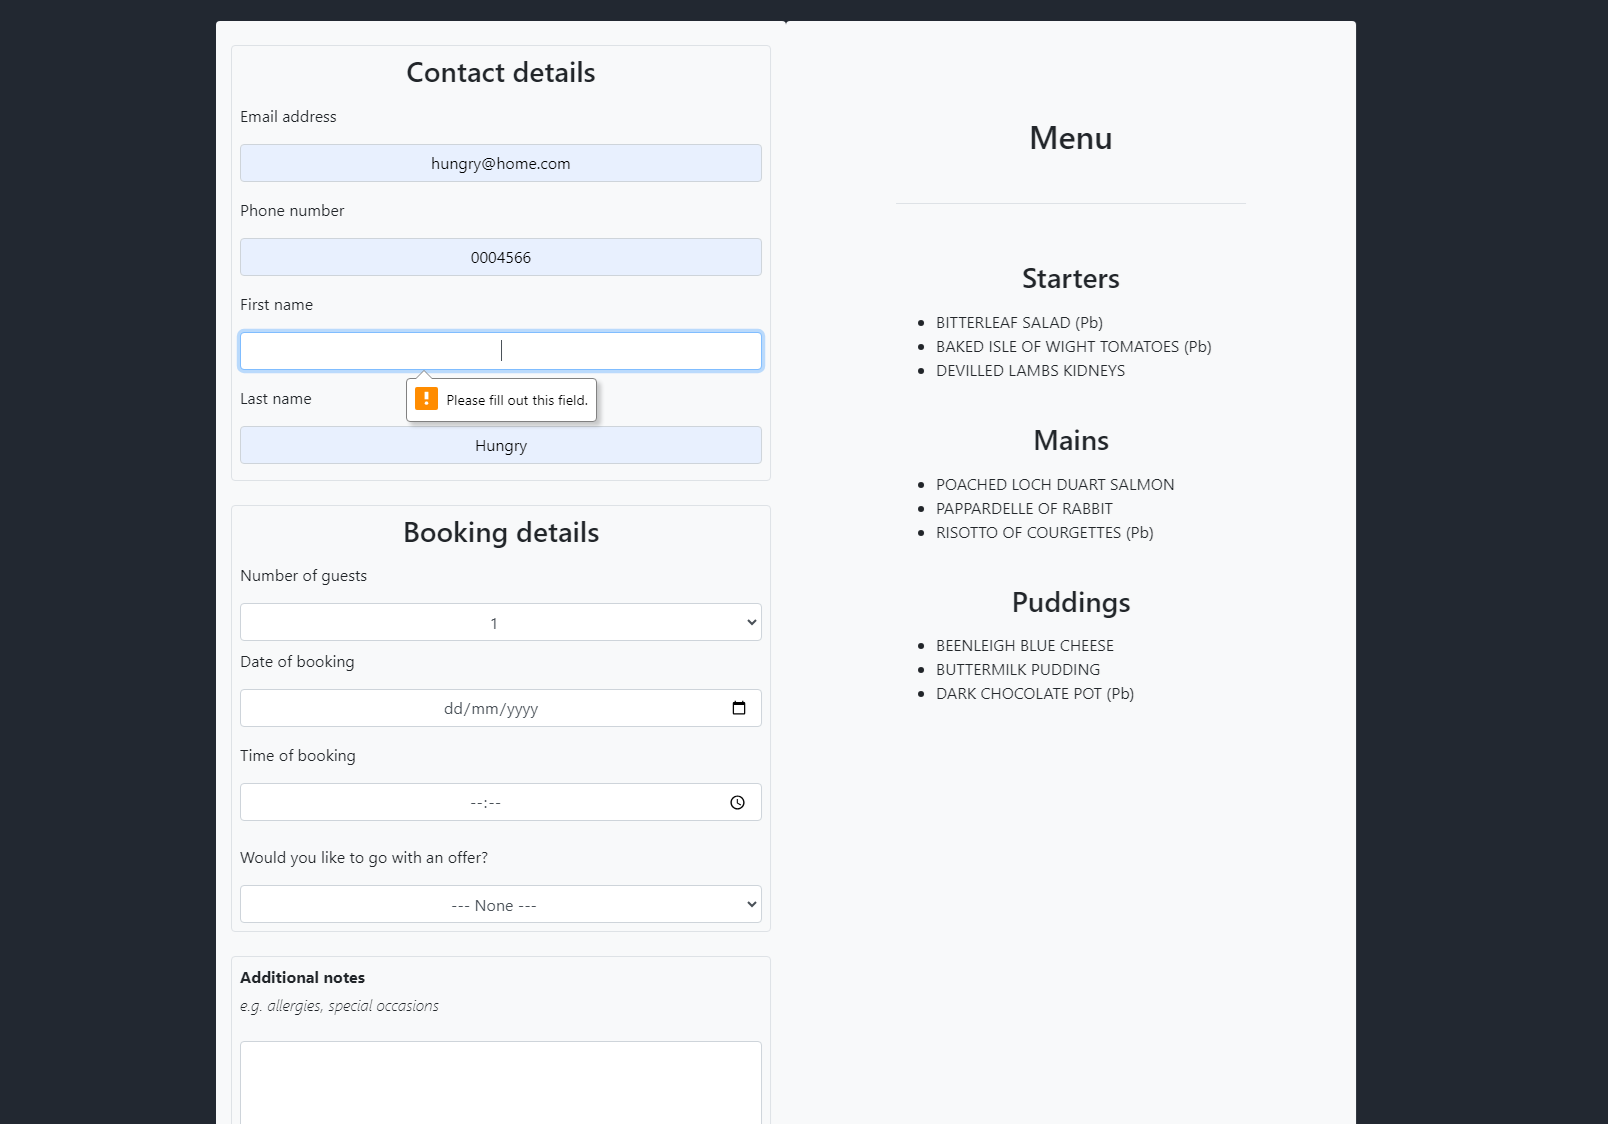 Contact details
Email address
hungry@home.com
Phone number
0004566
First name
Please fill out this field.
Last name
Hungry
Booking details
Number of guests
1
Date of booking
dd/mm/yyyy
Time of booking
--:--
Would you like to go with an offer?
--- None ---
Additional notes
e.g. allergies, special occasions
Menu
Starters
BITTERLEAF SALAD (Pb)
BAKED ISLE OF WIGHT TOMATOES (Pb)
DEVILLED LAMBS KIDNEYS
Mains
POACHED LOCH DUART SALMON
PAPPARDELLE OF RABBIT
RISOTTO OF COURGETTES (Pb)
Puddings
BEENLEIGH BLUE CHEESE
BUTTERMILK PUDDING
DARK CHOCOLATE POT (Pb)